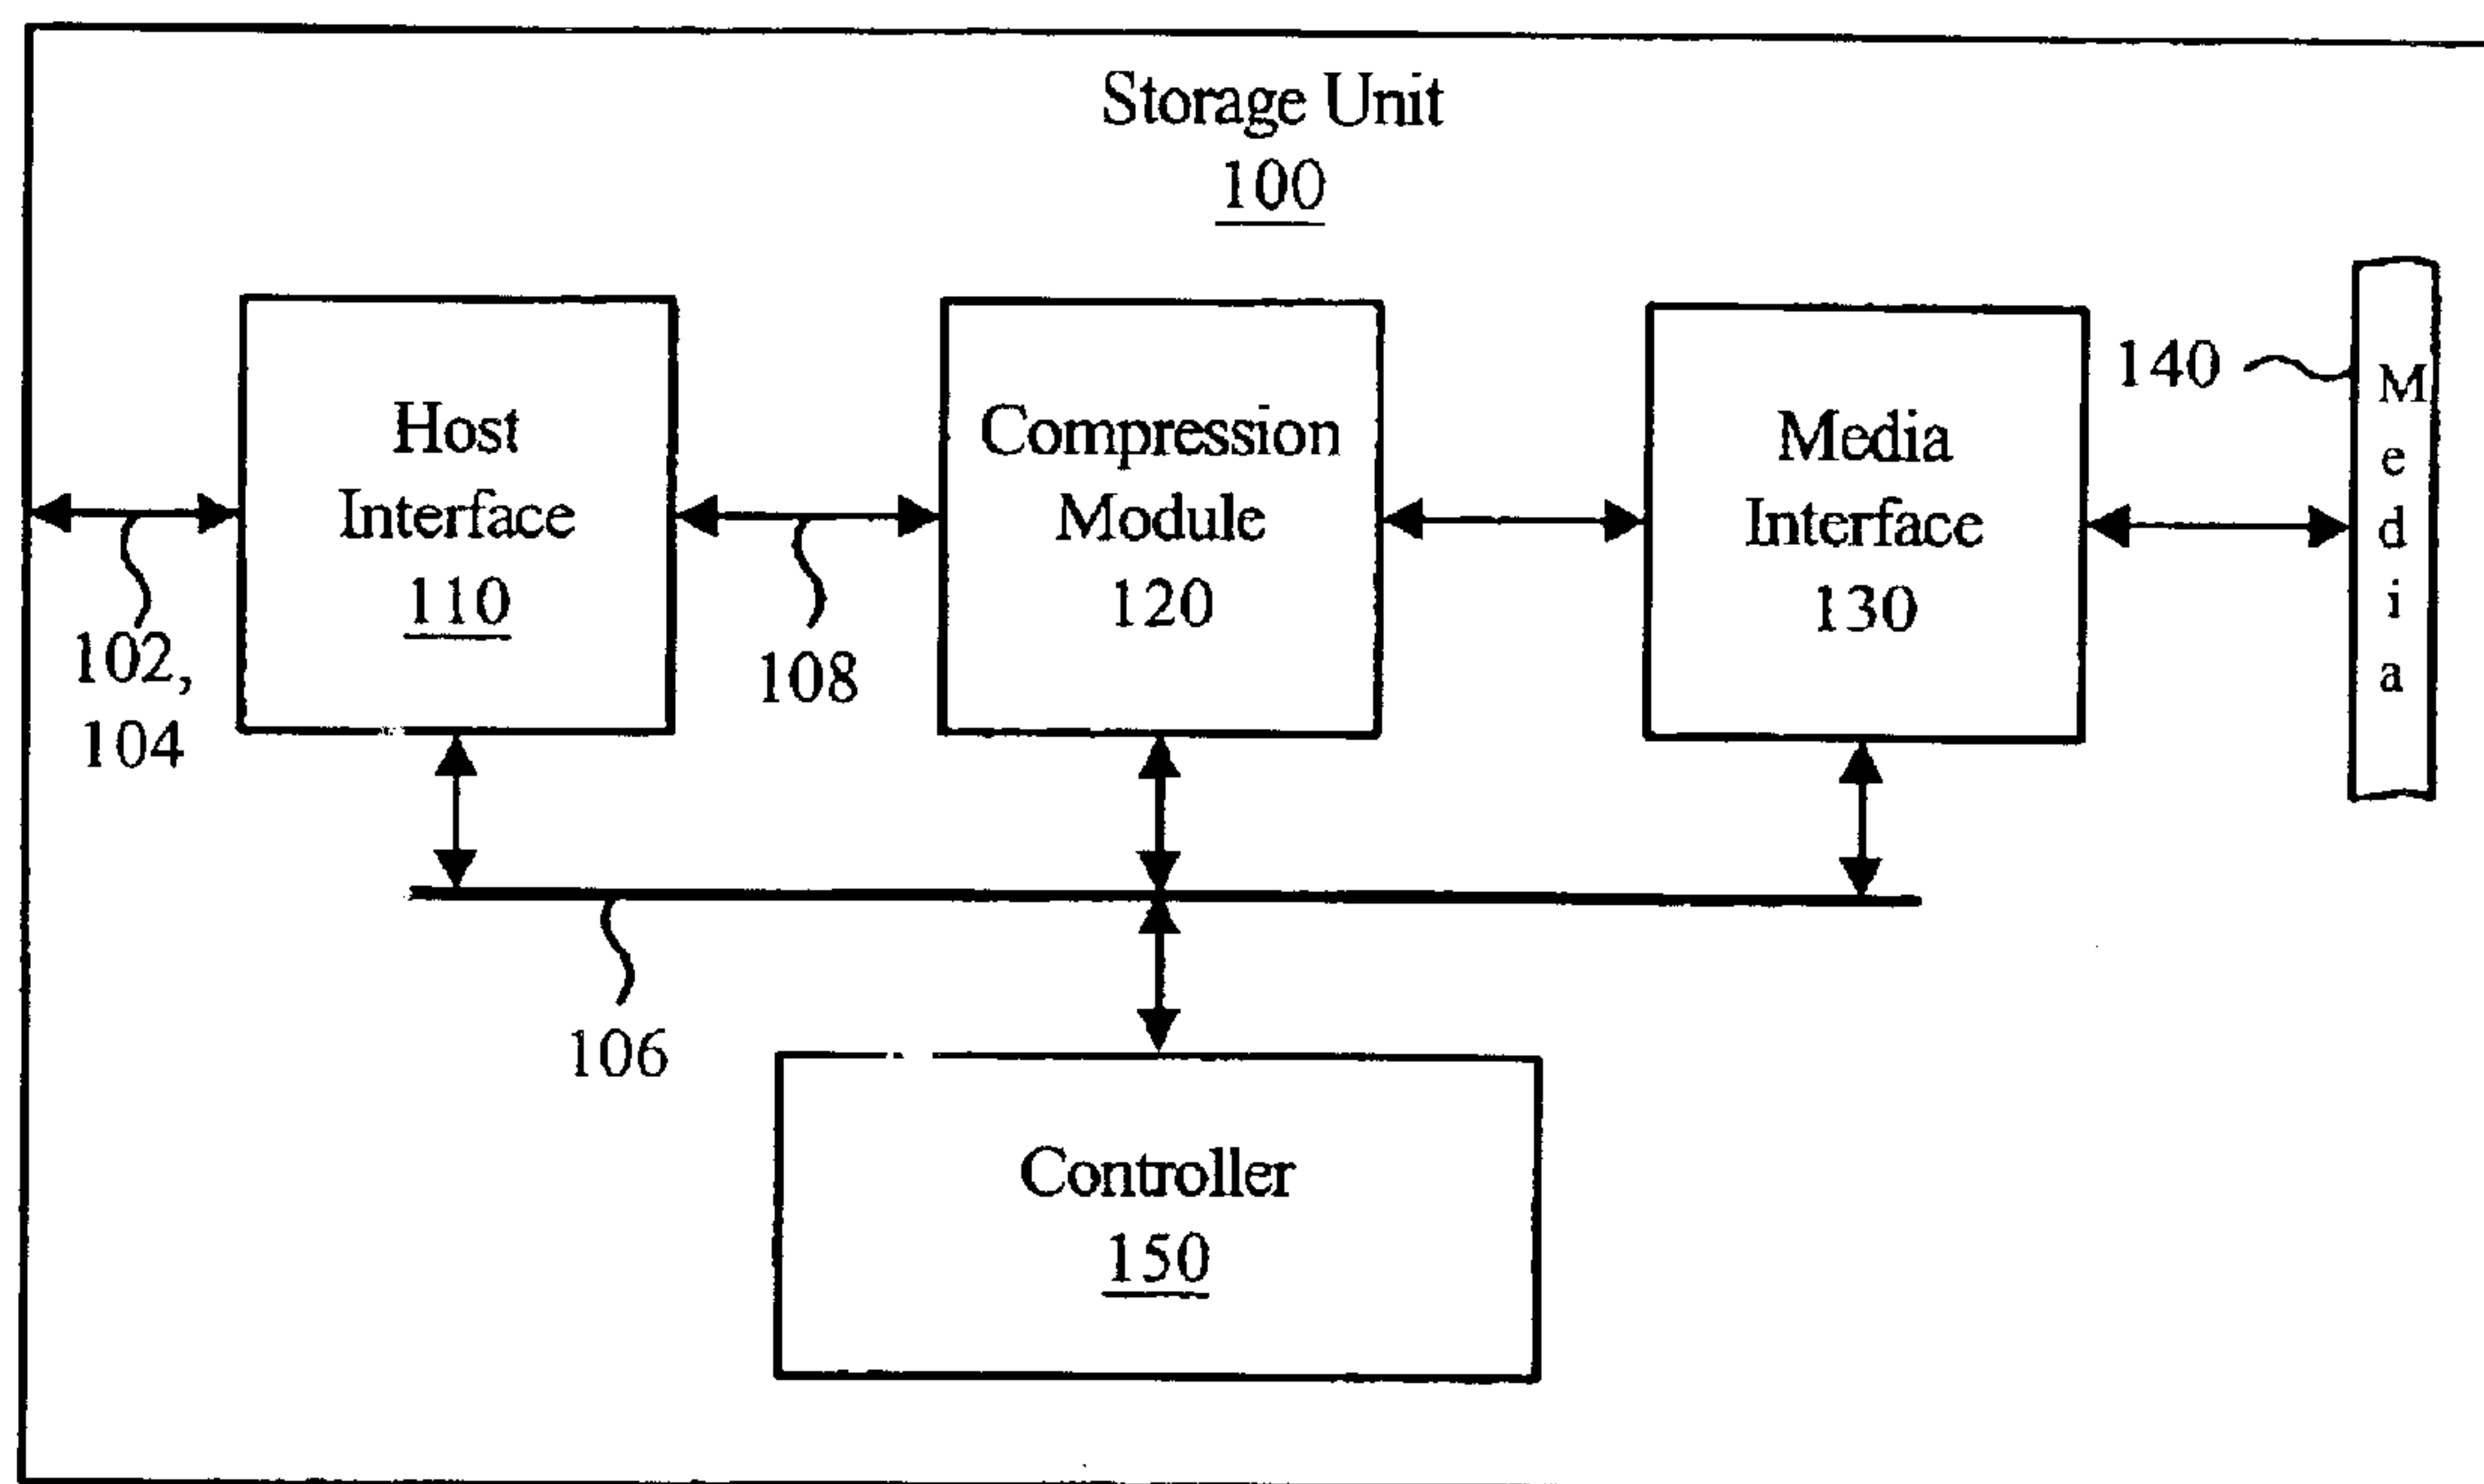 Storage Unit
100
Host
Interface
110
Compression
Module
120
Media
Interface
130
140
Media
102,
104
108
106
Controller
150